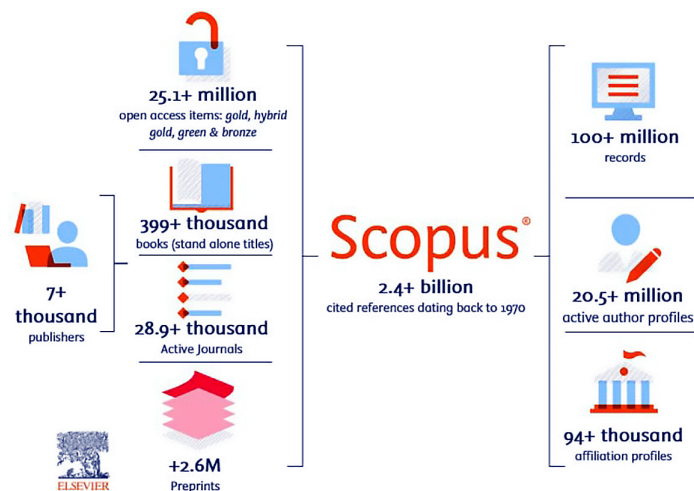 25.1+ million
open access items: gold, hybrid
gold, green & bronze
399+ thousand
books (stand alone titles)
7+
thousand
publishers
28.9+ thousand
Active Journals
+2.6M
Preprints
ELSEVIER
Scopus®
2.4+ billion
cited references dating back to 1970
100+ million
records
20.5+ million
active author profiles
94+ thousand
affiliation profiles